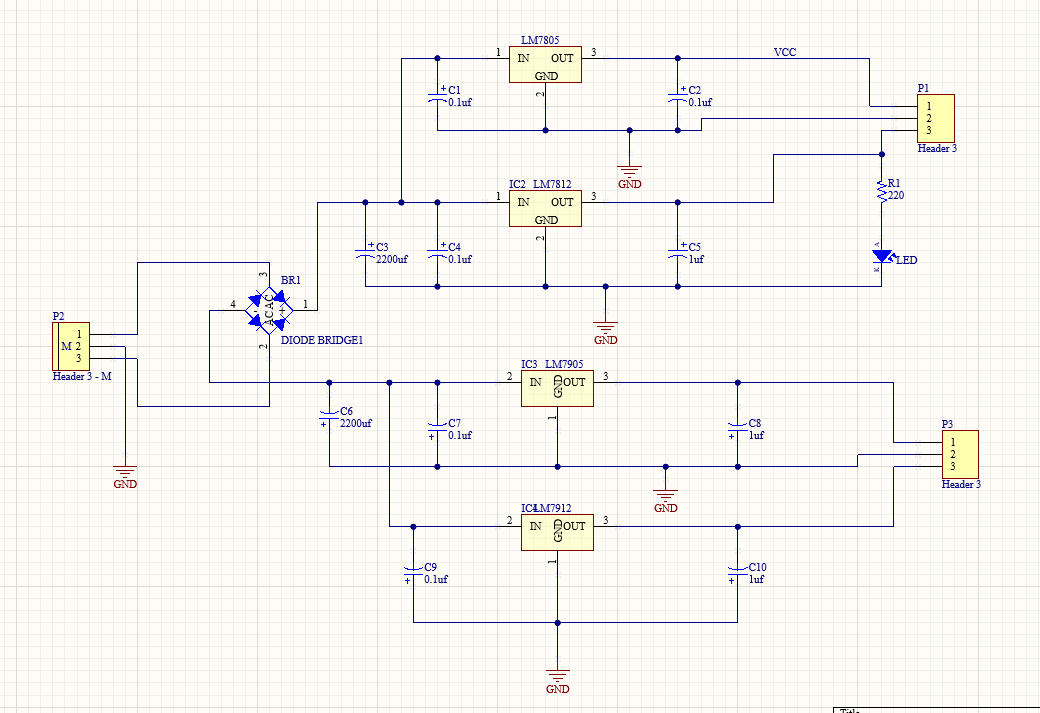 LM7805
1 IN OUT 3
GND
2
C1
0.1uf
C2
0.1uf
VCC
P1
1
2
3
Header 3
GND
IC2 LM7812
1 IN OUT 3
GND
2
C3
2200uf
C4
0.1uf
C5
1uf
R1
220
A
K
LED
GND
BR1
3
4
1
2
AC
AC
DIODE BRIDGE1
P2
1
M 2
3
Header 3 - M
GND
IC3 LM7905
2 IN GND OUT 3
1
C6
2200uf
C7
0.1uf
C8
1uf
P3
1
2
3
Header 3
GND
IC4 LM7912
2 IN GND OUT 3
1
C9
0.1uf
C10
1uf
GND